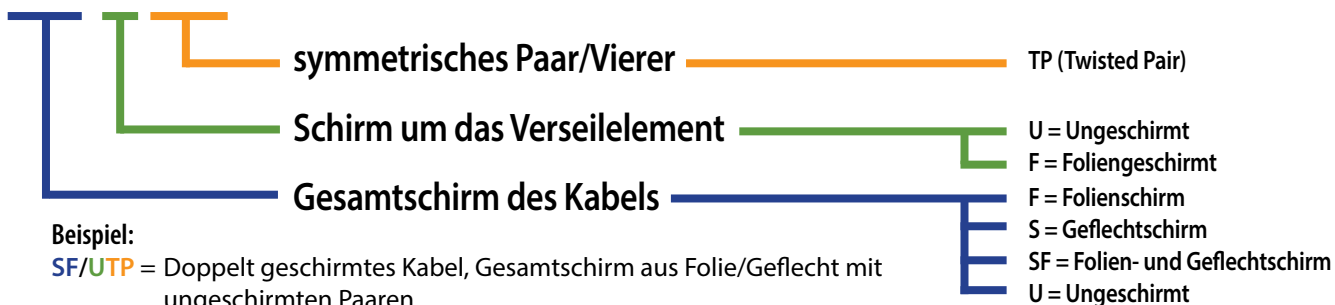 symmetrisches Paar/Vierer
TP (Twisted Pair)
Schirm um das Verseilelement
U = Ungeschirmt
F = Foliengeschirmt
Gesamtschirm des Kabels
F = Folienschirm
S = Geflechtschirm
SF = Folien- und Geflechtschirm
U = Ungeschirmt
Beispiel:
SF/UTP = Doppelt geschirmtes Kabel, Gesamtschirm aus Folie/Geflecht mit
ungeschirmten Paaren